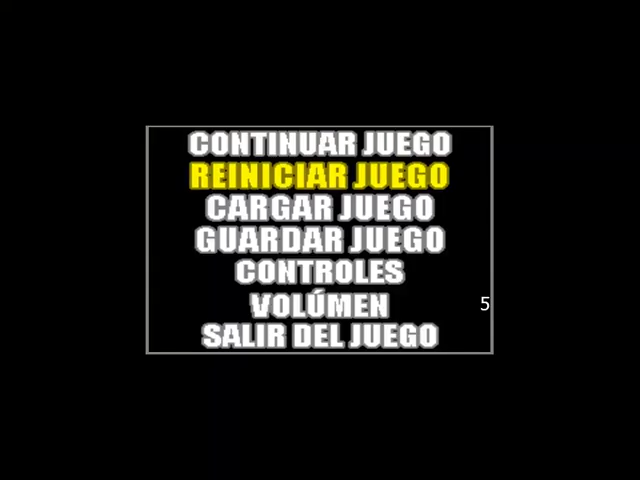 CONTINUAR JUEGO
REINICIAR JUEGO
CARGAR JUEGO
GUARDAR JUEGO
CONTROLES
VOLÚMEN 5
SALIR DEL JUEGO